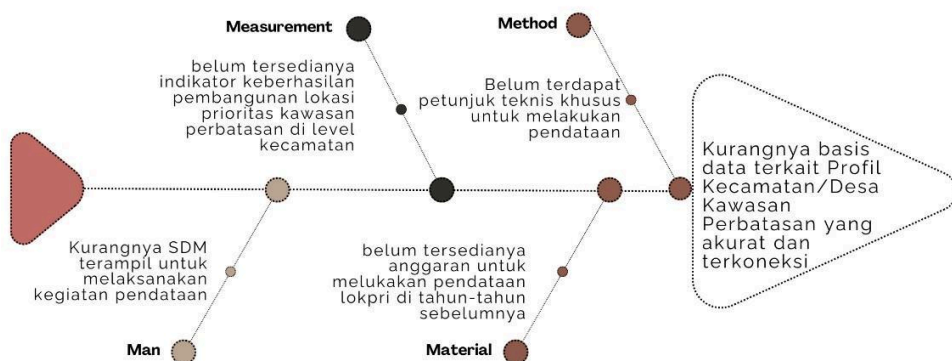 Measurement
belum tersedianya
indikator keberhasilan
pembangunan lokasi
prioritas kawasan
perbatasan di level
kecamatan
Method
Belum terdapat
petunjuk teknis khusus
untuk melakukan
pendataan
Kurangnya basis
data terkait Profil
Kecamatan/Desa
Kawasan
Perbatasan yang
akurat dan
terkoneksi
Kurangnya SDM
terampil untuk
melaksanakan
kegiatan pendataan
Man
belum tersedianya
anggaran untuk
melukakan pendataan
lokpri di tahun-tahun
sebelumnya
Material